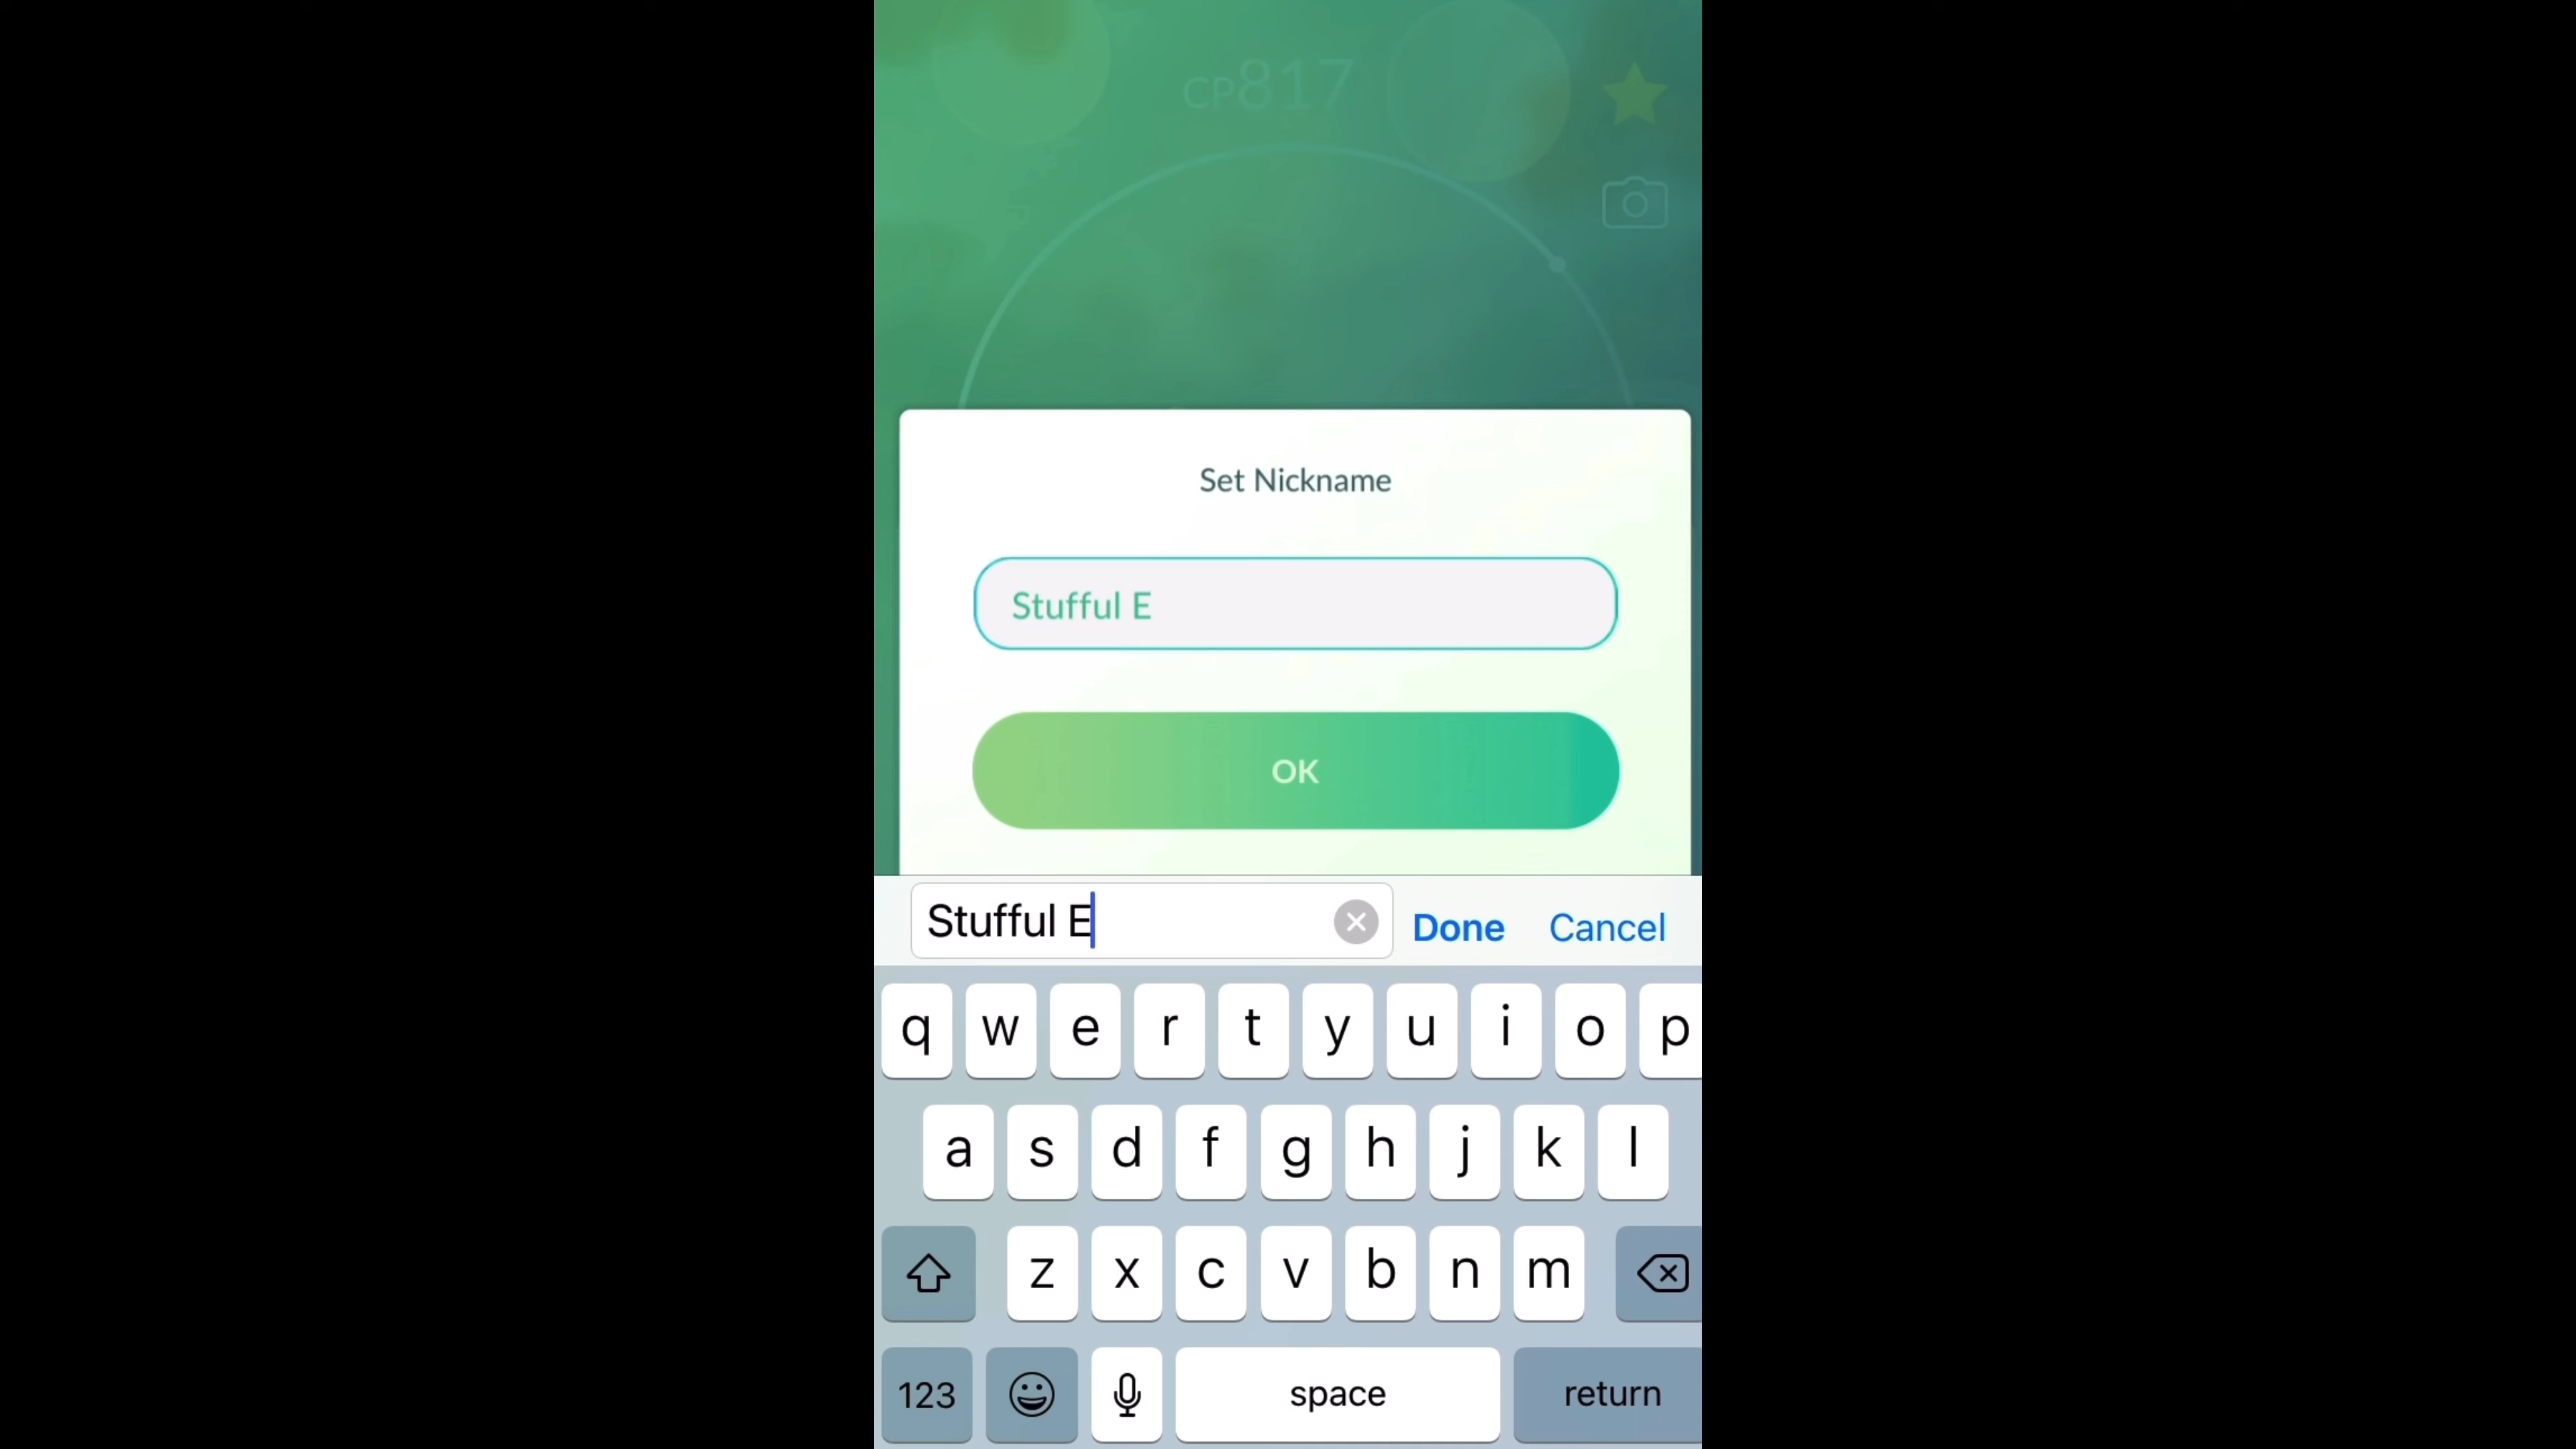 CP817
Set Nickname
Stufful E
OK
Stufful E
Done Cancel
q w e r t y u i o p
a s d f g h j k l
z x c v b n m
123 space return